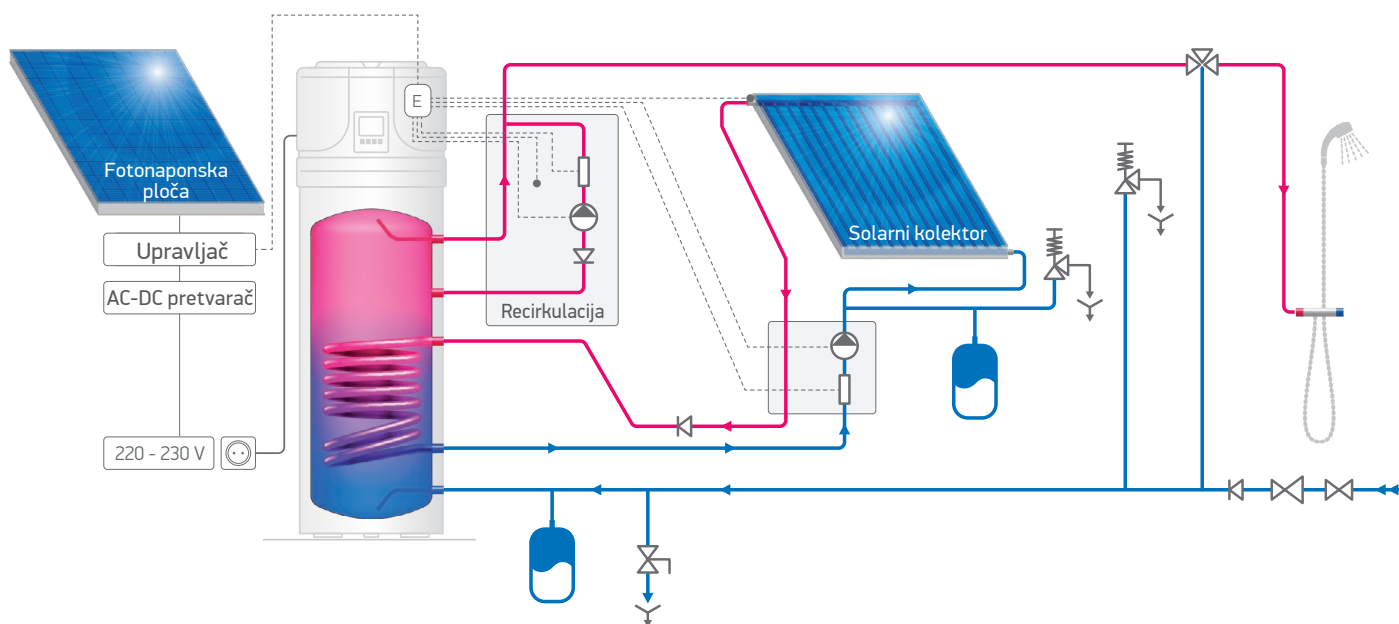 Fotonaponska
ploča
Upravljač
AC-DC pretvarač
220 - 230 V
E
Recirkulacija
Solarni kolektor